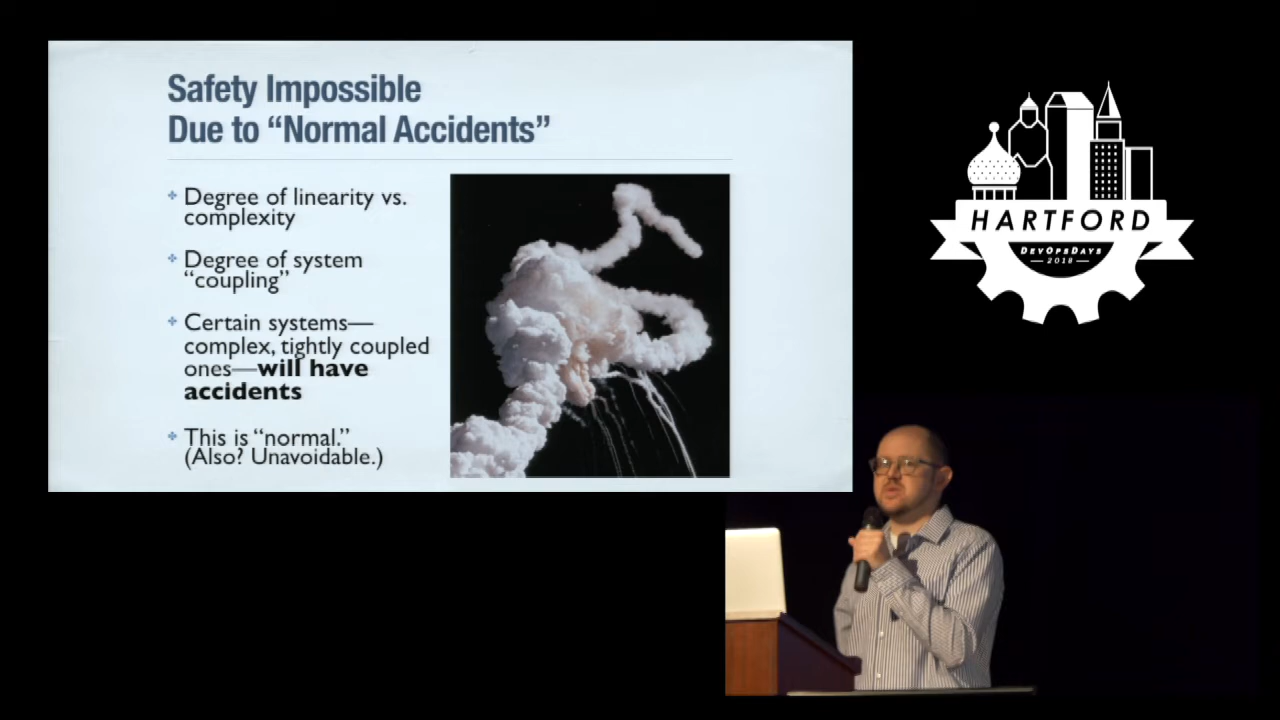 Safety Impossible
Due to “Normal Accidents”
Degree of linearity vs.
complexity
Degree of system
“coupling”
Certain systems—
complex, tightly coupled
ones—will have
accidents
This is “normal.”
(Also? Unavoidable.)
HARTFORD
DEVOPSDAYS
2018